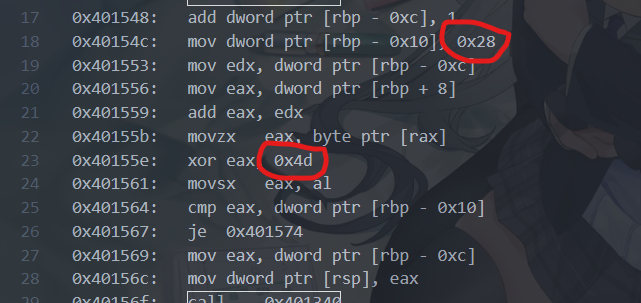 17 0x401548: add dword ptr [rbp - 0xc], 1
18 0x40154c: mov dword ptr [rbp - 0x10], 0x28
19 0x401553: mov edx, dword ptr [rbp - 0xc]
20 0x401556: mov eax, dword ptr [rbp + 8]
21 0x401559: add eax, edx
22 0x40155b: movzx eax, byte ptr [rax]
23 0x40155e: xor eax, 0x4d
24 0x401561: movsx eax, al
25 0x401564: cmp eax, dword ptr [rbp - 0x10]
26 0x401567: je 0x401574
27 0x401569: mov eax, dword ptr [rbp - 0xc]
28 0x40156c: mov dword ptr [rsp], eax
29 0x40156f: call 0x401340